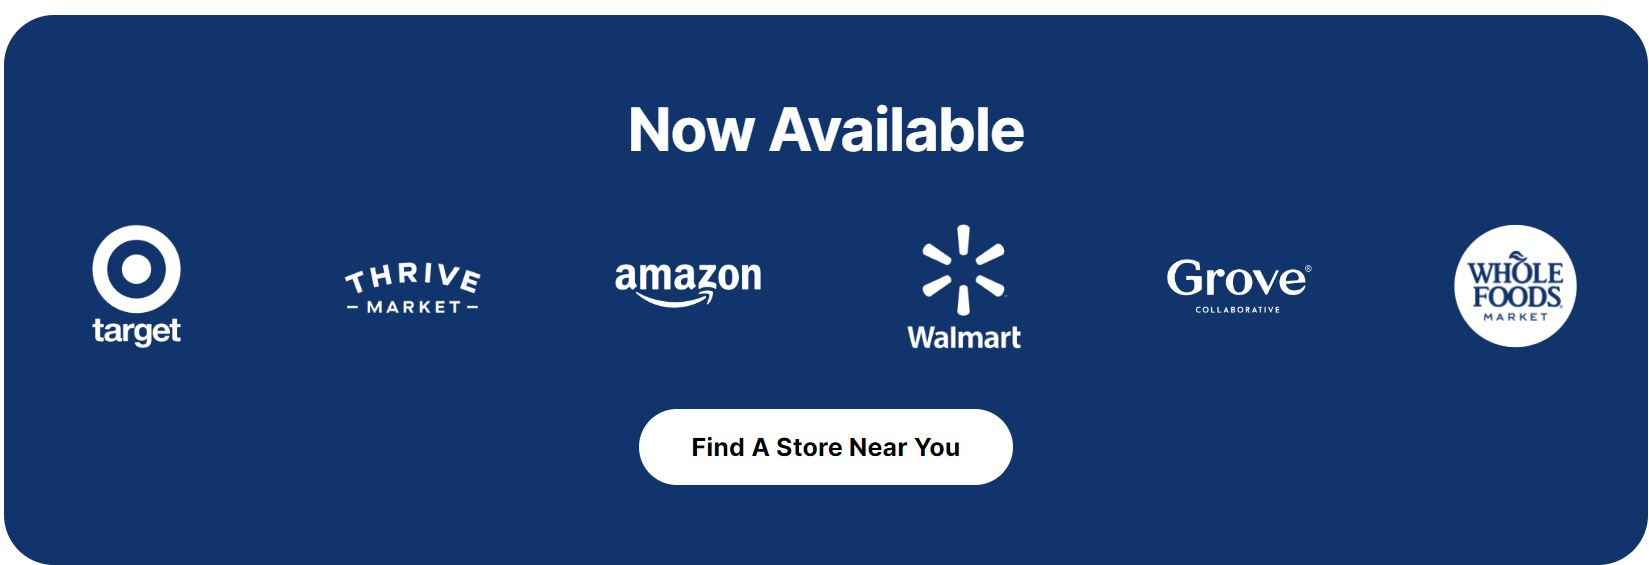 Now Available
target
THRIVE
MARKET
amazon
Walmart
Grove®
COLLABORATIVE
WHOLE
FOODS
MARKET
Find A Store Near You